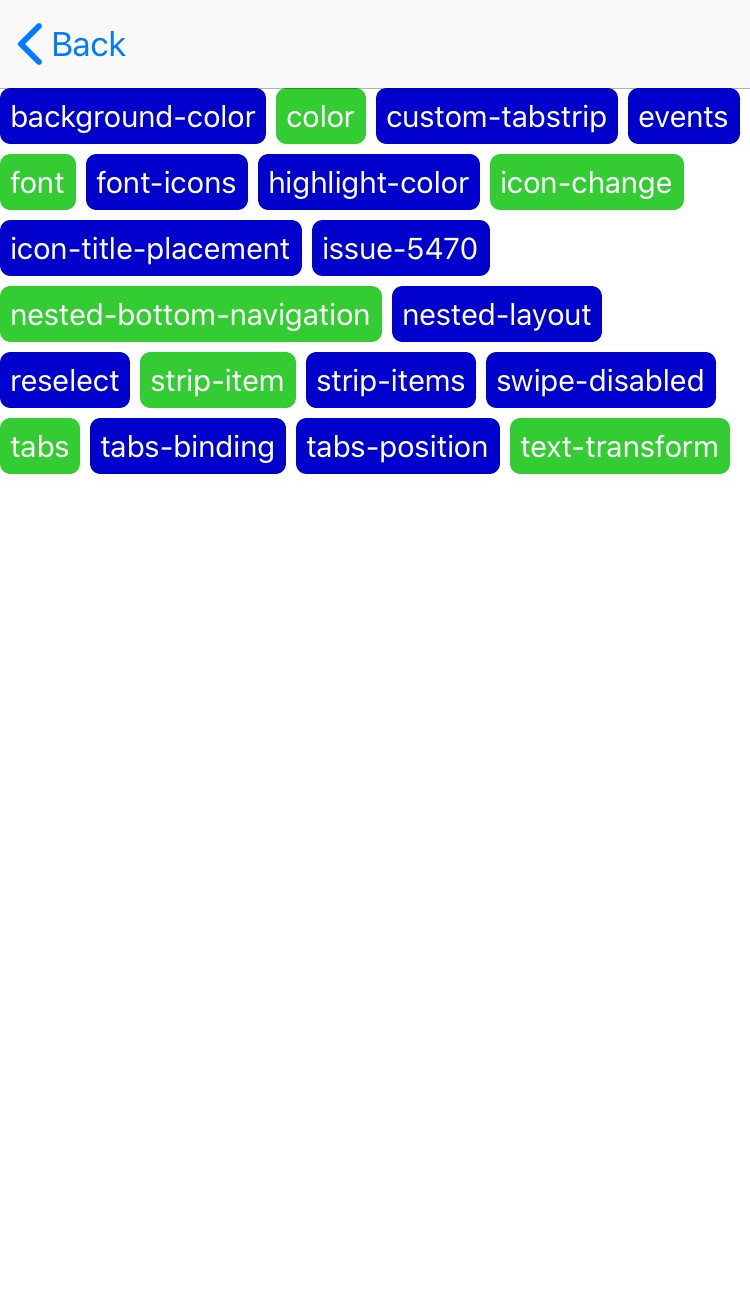 Back
background-color color custom-tabstrip events
font font-icons highlight-color icon-change
icon-title-placement issue-5470
nested-bottom-navigation nested-layout
reselect strip-item strip-items swipe-disabled
tabs tabs-binding tabs-position text-transform